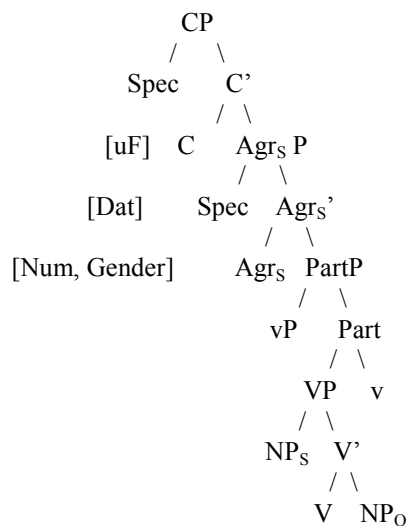 CP
Spec C’
[uF] C AgrS P
[Dat] Spec AgrS’
[Num, Gender] AgrS PartP
vP Part
VP v
NPS V’
V NPO